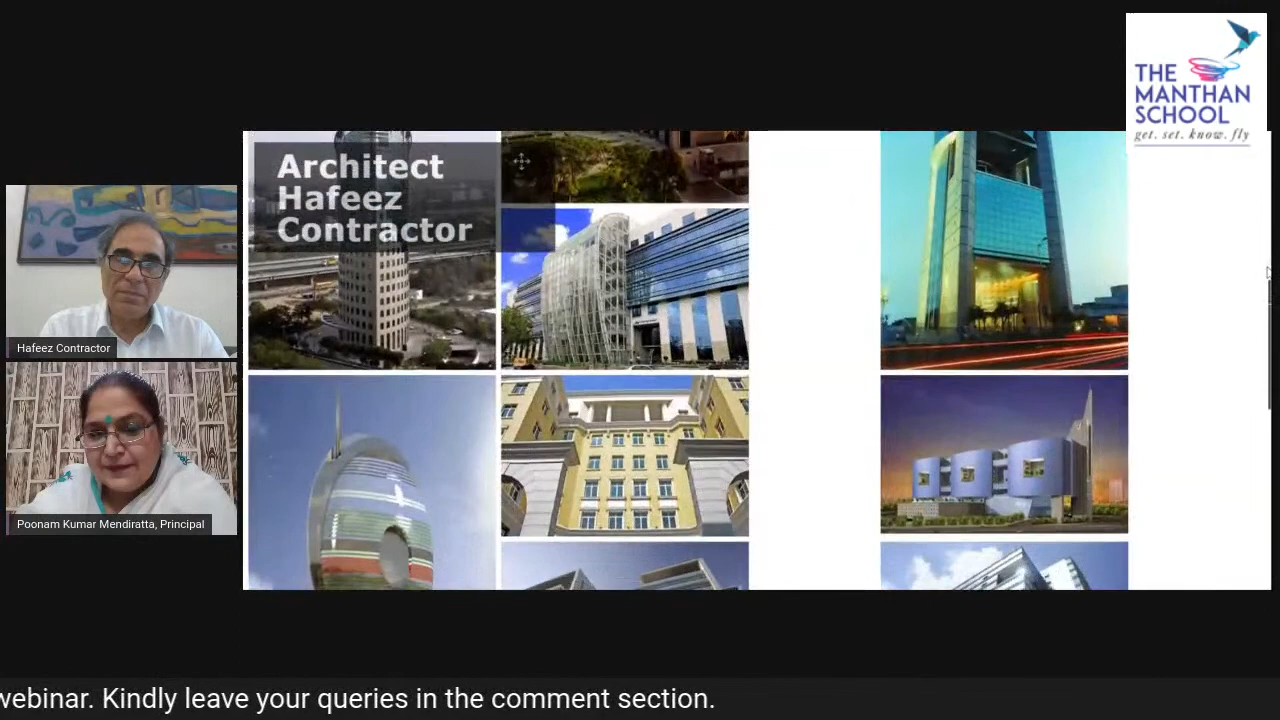 THE
MANTHAN
SCHOOL
get. set. know. fly
Architect
Hafeez
Contractor
Hafeez Contractor
Poonam Kumar Mendiratta, Principal
webinar. Kindly leave your queries in the comment section.